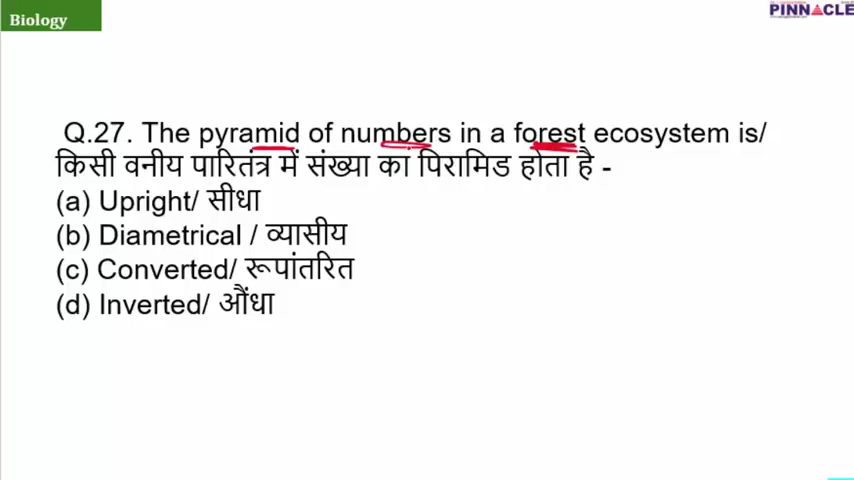 Biology
PINNACLE
Q.27. The pyramid of numbers in a forest ecosystem is/
किसी वनीय पारितंत्र में संख्या का पिरामिड होता है -
(a) Upright/ सीधा
(b) Diametrical / व्यासीय
(c) Converted/ रूपांतरित
(d) Inverted/ औंधा